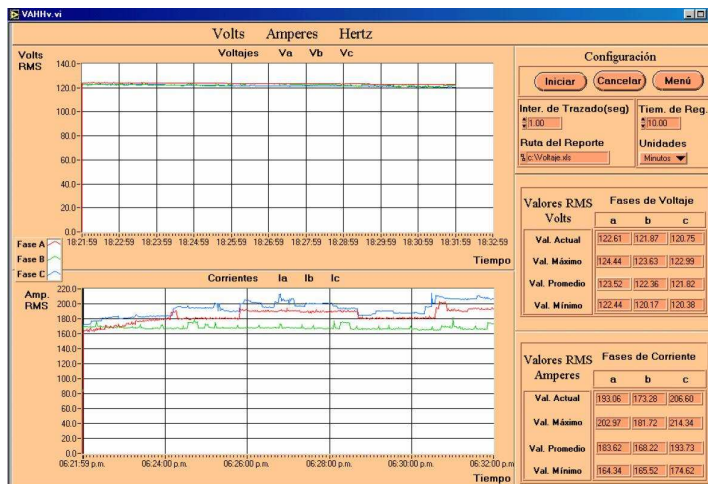 VAHHv.vi
Volts Amperes Hertz
Volts
RMS
Voltajes Va Vb Vc
140.0
120.0
100.0
80.0
60.0
40.0
20.0
0.0
18:21:59 18:22:59 18:23:59 18:24:59 18:25:59 18:26:59 18:27:59 18:28:59 18:29:59 18:30:59 18:31:59 18:32:59
Tiempo
Fase A
Fase B
Fase C
Corrientes Ia Ib Ic
Amp.
RMS
220.0
200.0
180.0
160.0
140.0
120.0
100.0
80.0
60.0
40.0
20.0
0.0
06:21:59 p.m. 06:24:00 p.m. 06:26:00 p.m. 06:28:00 p.m. 06:30:00 p.m. 06:32:00 p.m
Tiempo
Configuración
Iniciar Cancelar Menú
Inter. de Trazado(seg) Tiem. de Reg.
1.00 10.00
Ruta del Reporte Unidades
c:\Voltaje.xls Minutos
Valores RMS Fases de Voltaje
Volts a b c
Val. Actual 122.61 121.87 120.75
Val. Máximo 124.44 123.63 122.99
Val. Promedio 123.52 122.36 121.82
Val. Mínimo 122.44 120.17 120.38
Valores RMS Fases de Corriente
Amperes a b c
Val. Actual 193.06 173.28 206.60
Val. Máximo 202.97 181.72 214.34
Val. Promedio 183.62 168.22 193.73
Val. Mínimo 164.34 165.52 174.62